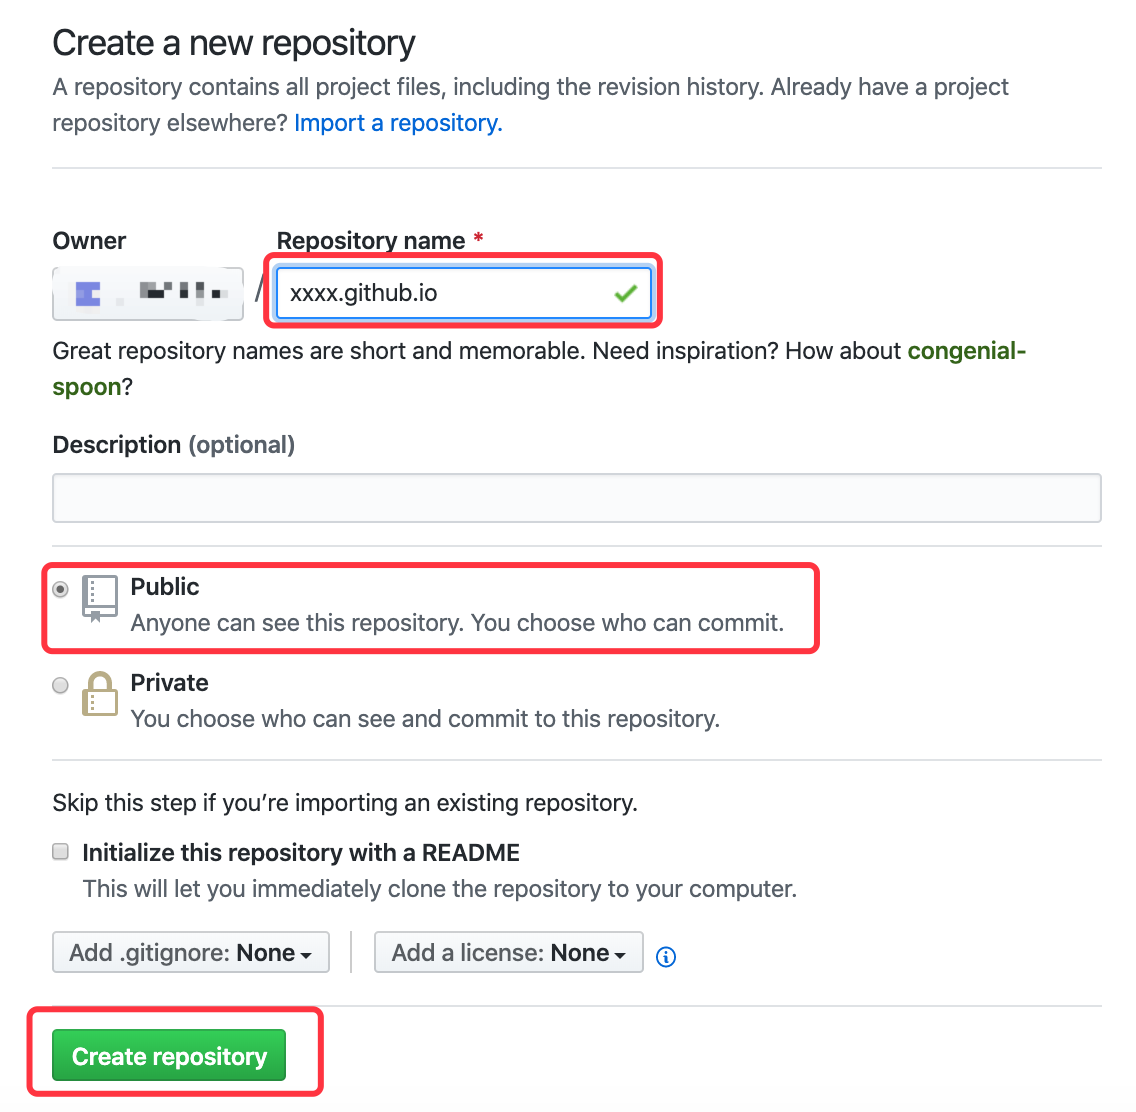 Create a new repository
A repository contains all project files, including the revision history. Already have a project
repository elsewhere? Import a repository.
Owner
Repository name *
/
xxxx.github.io
Great repository names are short and memorable. Need inspiration? How about congenial-
spoon?
Description (optional)
Public
Anyone can see this repository. You choose who can commit.
Private
You choose who can see and commit to this repository.
Skip this step if you’re importing an existing repository.
Initialize this repository with a README
This will let you immediately clone the repository to your computer.
Add .gitignore: None
Add a license: None
Create repository